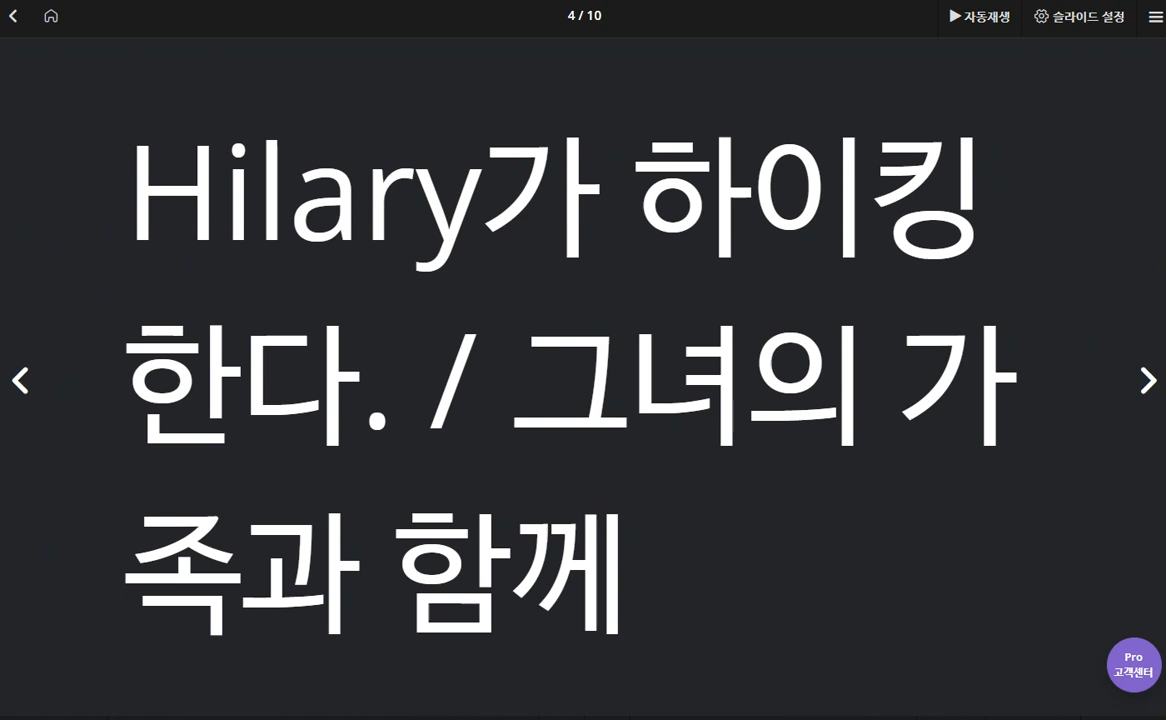 4 / 10
자동재생
슬라이드 설정
Hilary가 하이킹
한다. / 그녀의 가
족과 함께
Pro
고객센터